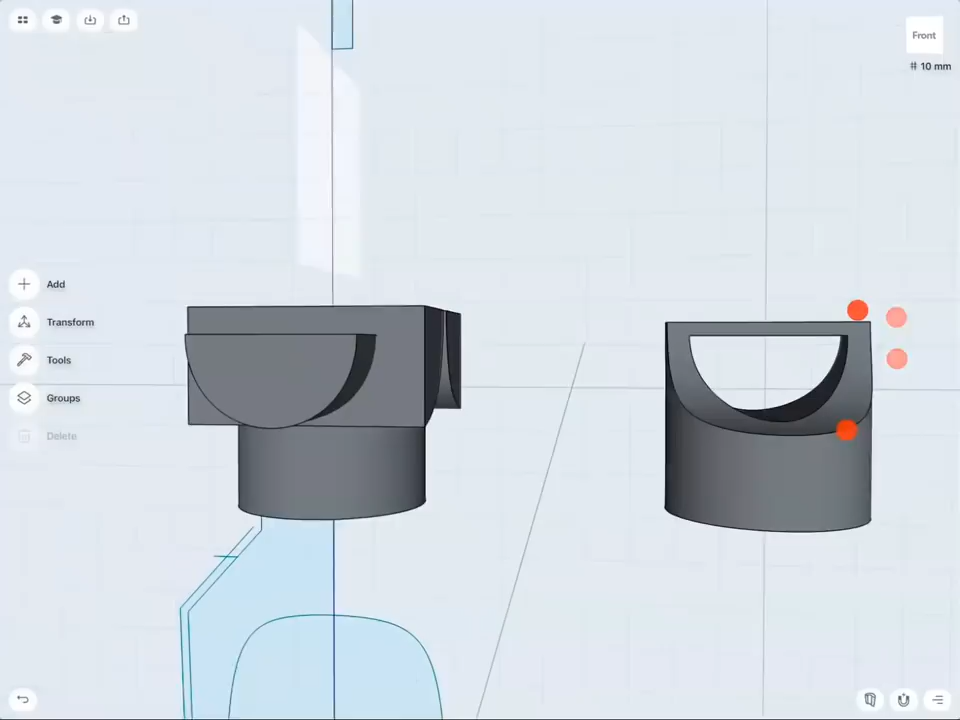 Front
# 10 mm
Add
Transform
Tools
Groups
Delete